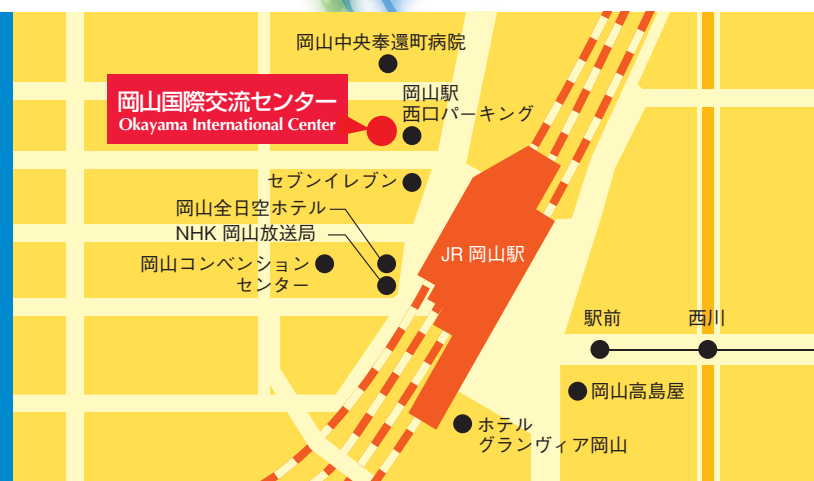 岡山中央奉還町病院
岡山国際交流センター
Okayama International Center
岡山駅
西口パーキング
セブンイレブン
岡山全日空ホテル
NHK 岡山放送局
岡山コンベンション
センター
JR 岡山駅
駅前
西川
岡山高島屋
ホテル
グランヴィア岡山